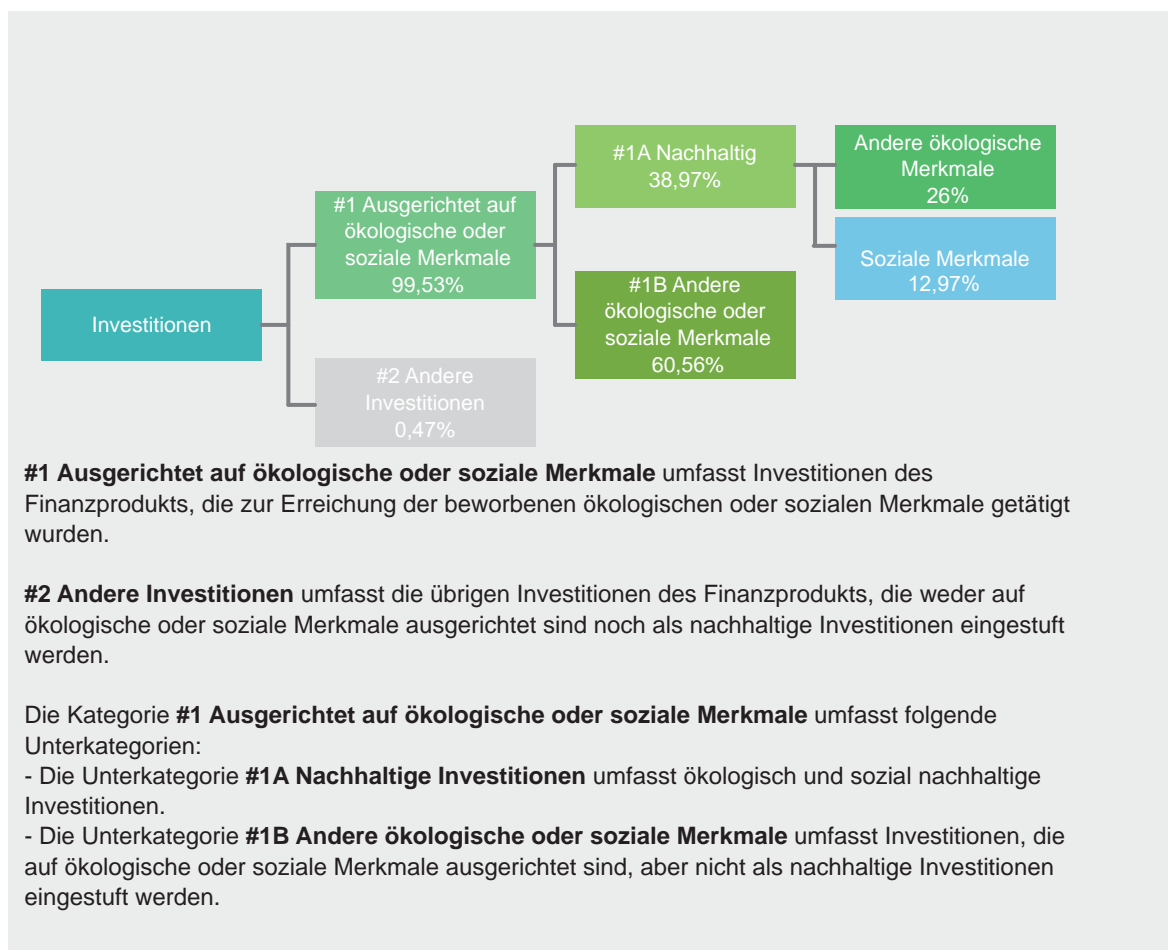 Investitionen
#1 Ausgerichtet auf
ökologische oder
soziale Merkmale
99,53%
#2 Andere
Investitionen
0,47%
#1A Nachhaltig
38,97%
#1B Andere
ökologische oder
soziale Merkmale
60,56%
Andere ökologische
Merkmale
26%
Soziale Merkmale
12,97%
#1 Ausgerichtet auf ökologische oder soziale Merkmale umfasst Investitionen des
Finanzprodukts, die zur Erreichung der beworbenen ökologischen oder sozialen Merkmale getätigt
wurden.
#2 Andere Investitionen umfasst die übrigen Investitionen des Finanzprodukts, die weder auf
ökologische oder soziale Merkmale ausgerichtet sind noch als nachhaltige Investitionen eingestuft
werden.
Die Kategorie #1 Ausgerichtet auf ökologische oder soziale Merkmale umfasst folgende
Unterkategorien:
- Die Unterkategorie #1A Nachhaltige Investitionen umfasst ökologisch und sozial nachhaltige
Investitionen.
- Die Unterkategorie #1B Andere ökologische oder soziale Merkmale umfasst Investitionen, die
auf ökologische oder soziale Merkmale ausgerichtet sind, aber nicht als nachhaltige Investitionen
eingestuft werden.